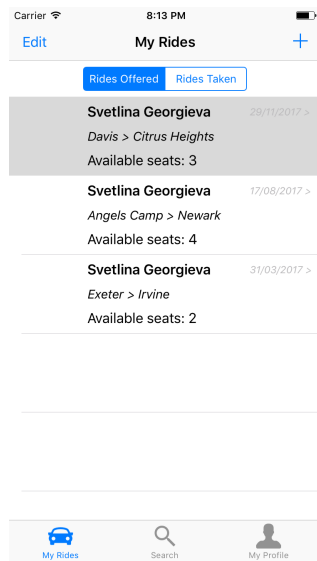 Carrier 8:13 PM
Edit My Rides +
Rides Offered Rides Taken
Svetlina Georgieva 29/11/2017 >
Davis > Citrus Heights
Available seats: 3
Svetlina Georgieva 17/08/2017 >
Angels Camp > Newark
Available seats: 4
Svetlina Georgieva 31/03/2017 >
Exeter > Irvine
Available seats: 2
My Rides Search My Profile